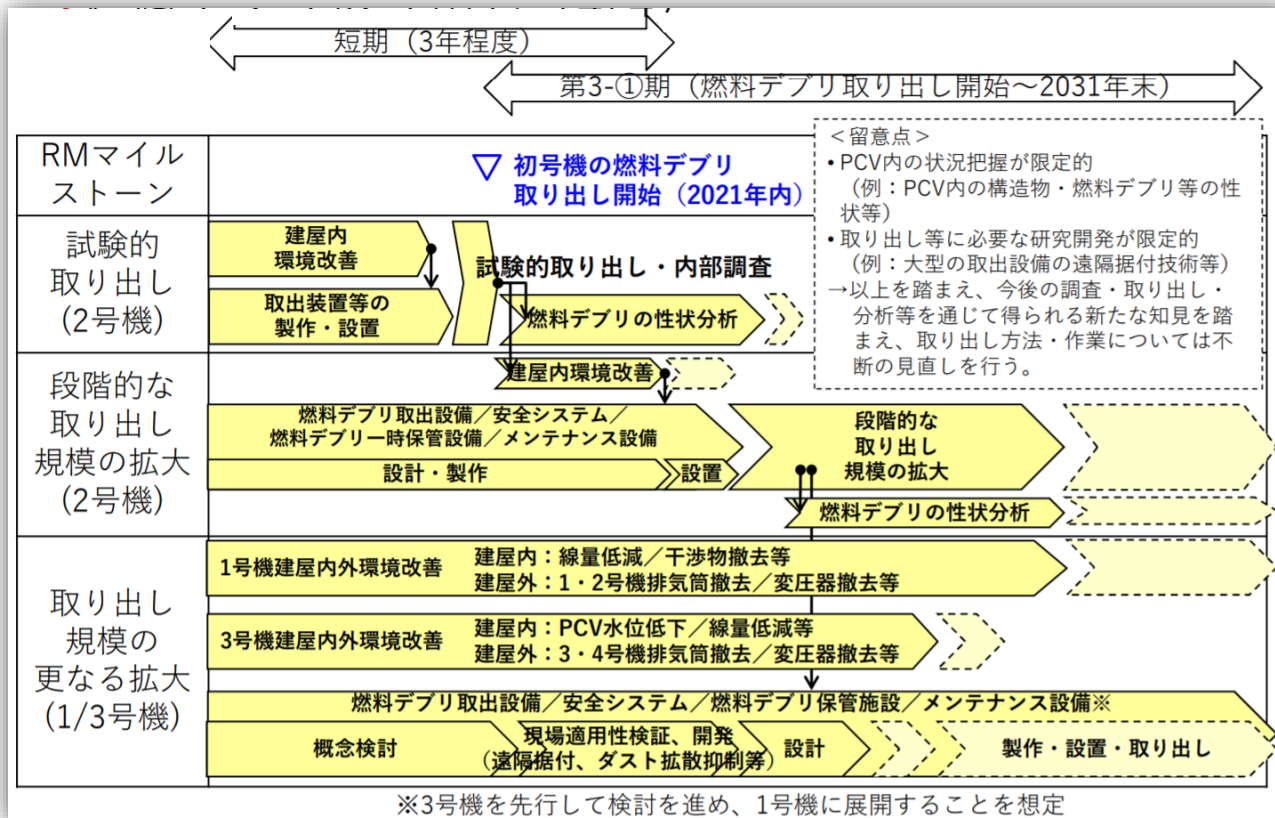 短期（3年程度）
第3-①期（燃料デブリ取り出し開始～2031年末）
RMマイル
ストーン
▽ 初号機の燃料デブリ
取り出し開始（2021年内）
＜留意点＞
・PCV内の状況把握が限定的
（例：PCV内の構造物・燃料デブリ等の性
状等）
・取り出し等に必要な研究開発が限定的
（例：大型の取出設備の遠隔据付技術等）
→以上を踏まえ、今後の調査・取り出し・
分析等を通じて得られる新たな知見を踏
まえ、取り出し方法・作業については不
断の見直しを行う。
試験的
取り出し
(2号機)
建屋内
環境改善
取出装置等の
製作・設置
試験的取り出し・内部調査
燃料デブリの性状分析
段階的な
取り出し
規模の拡大
(2号機)
建屋内環境改善
燃料デブリ取出設備／安全システム／
燃料デブリ一時保管設備／メンテナンス設備
設計・製作
設置
段階的な
取り出し
規模の拡大
燃料デブリの性状分析
取り出し
規模の
更なる拡大
(1/3号機)
1号機建屋内外環境改善
建屋内：線量低減／干渉物撤去等
建屋外：1・2号機排気筒撤去／変圧器撤去等
3号機建屋内外環境改善
建屋内：PCV水位低下／線量低減等
建屋外：3・4号機排気筒撤去／変圧器撤去等
燃料デブリ取出設備／安全システム／燃料デブリ保管施設／メンテナンス設備※
概念検討
現場適用性検証、開発
（遠隔据付、ダスト拡散抑制等）
設計
製作・設置・取り出し
※3号機を先行して検討を進め、1号機に展開することを想定